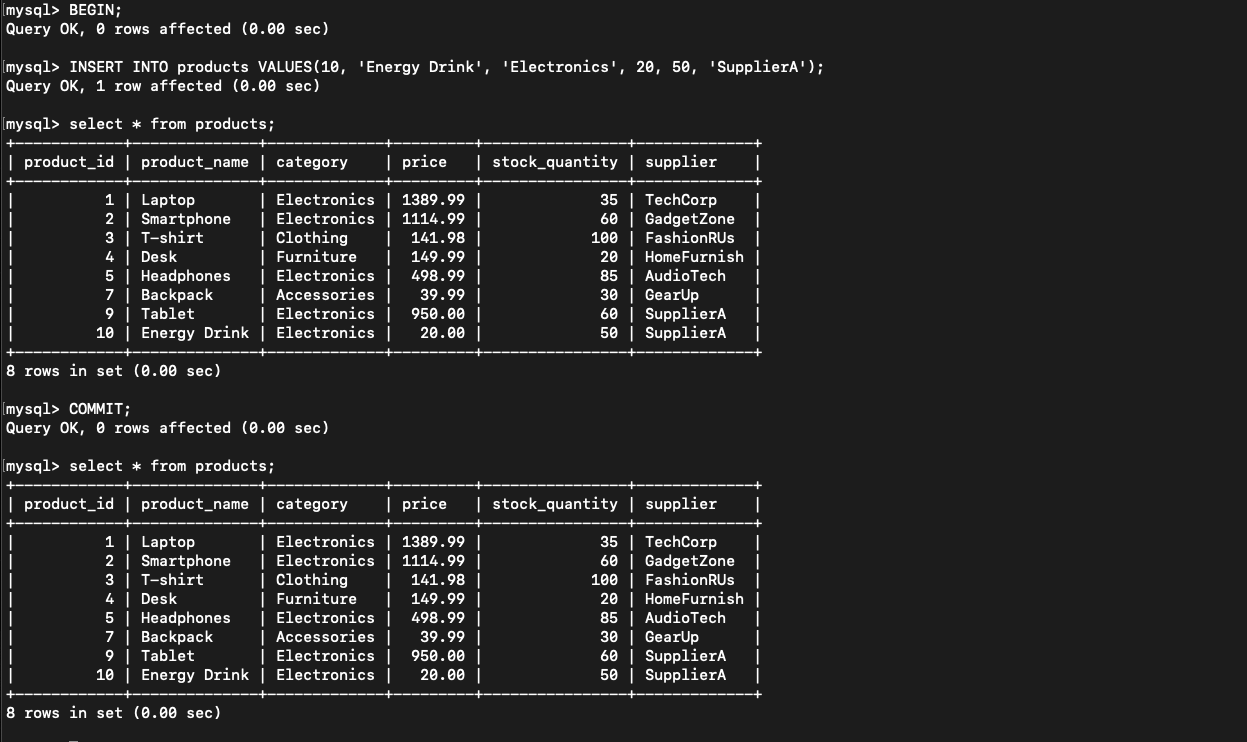 mysql> BEGIN;
Query OK, 0 rows affected (0.00 sec)

mysql> INSERT INTO products VALUES(10, 'Energy Drink', 'Electronics', 20, 50, 'SupplierA');
Query OK, 1 row affected (0.00 sec)

mysql> select * from products;
+------------+--------------+-------------+---------+----------------+-------------+
| product_id | product_name | category    | price   | stock_quantity | supplier    |
+------------+--------------+-------------+---------+----------------+-------------+
|          1 | Laptop       | Electronics | 1389.99 |             35 | TechCorp    |
|          2 | Smartphone   | Electronics | 1114.99 |             60 | GadgetZone  |
|          3 | T-shirt      | Clothing    |  141.98 |            100 | FashionRUs  |
|          4 | Desk         | Furniture   |  149.99 |             20 | HomeFurnish |
|          5 | Headphones   | Electronics |  498.99 |             85 | AudioTech   |
|          7 | Backpack     | Accessories |   39.99 |             30 | GearUp      |
|          9 | Tablet       | Electronics |  950.00 |             60 | SupplierA   |
|         10 | Energy Drink | Electronics |   20.00 |             50 | SupplierA   |
+------------+--------------+-------------+---------+----------------+-------------+
8 rows in set (0.00 sec)

mysql> COMMIT;
Query OK, 0 rows affected (0.00 sec)

mysql> select * from products;
+------------+--------------+-------------+---------+----------------+-------------+
| product_id | product_name | category    | price   | stock_quantity | supplier    |
+------------+--------------+-------------+---------+----------------+-------------+
|          1 | Laptop       | Electronics | 1389.99 |             35 | TechCorp    |
|          2 | Smartphone   | Electronics | 1114.99 |             60 | GadgetZone  |
|          3 | T-shirt      | Clothing    |  141.98 |            100 | FashionRUs  |
|          4 | Desk         | Furniture   |  149.99 |             20 | HomeFurnish |
|          5 | Headphones   | Electronics |  498.99 |             85 | AudioTech   |
|          7 | Backpack     | Accessories |   39.99 |             30 | GearUp      |
|          9 | Tablet       | Electronics |  950.00 |             60 | SupplierA   |
|         10 | Energy Drink | Electronics |   20.00 |             50 | SupplierA   |
+------------+--------------+-------------+---------+----------------+-------------+
8 rows in set (0.00 sec)